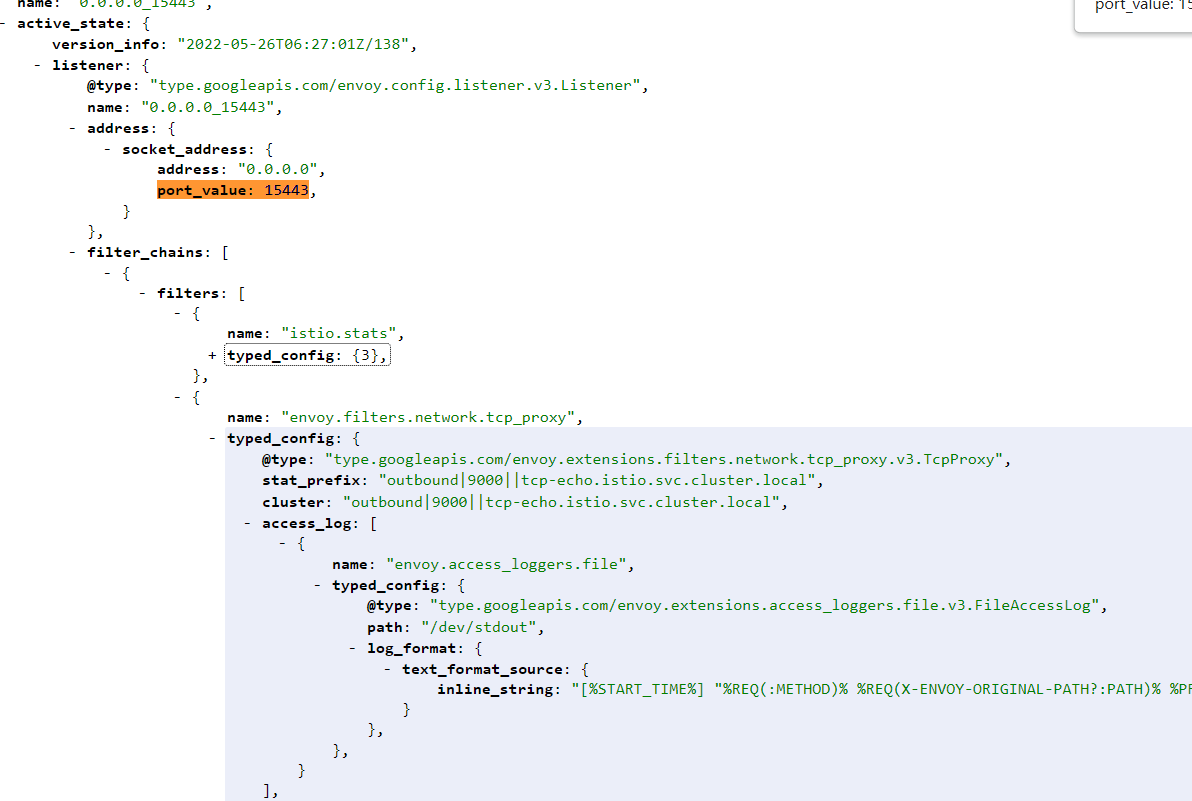 name: "0.0.0.0_15443",
port_value: 15
- active_state: {
version_info: "2022-05-26T06:27:01Z/138",
- listener: {
@type: "type.googleapis.com/envoy.config.listener.v3.Listener",
name: "0.0.0.0_15443",
- address: {
- socket_address: {
address: "0.0.0.0",
port_value: 15443,
}
},
- filter_chains: [
- {
- filters: [
- {
name: "istio.stats",
+ typed_config: {3},
},
- {
name: "envoy.filters.network.tcp_proxy",
- typed_config: {
@type: "type.googleapis.com/envoy.extensions.filters.network.tcp_proxy.v3.TcpProxy",
stat_prefix: "outbound|9000||tcp-echo.istio.svc.cluster.local",
cluster: "outbound|9000||tcp-echo.istio.svc.cluster.local",
- access_log: [
- {
name: "envoy.access_loggers.file",
- typed_config: {
@type: "type.googleapis.com/envoy.extensions.access_loggers.file.v3.FileAccessLog",
path: "/dev/stdout",
- log_format: {
- text_format_source: {
inline_string: "[%START_TIME%] "%REQ(:METHOD)% %REQ(X-ENVOY-ORIGINAL-PATH?:PATH)% %P
}
},
},
}
],